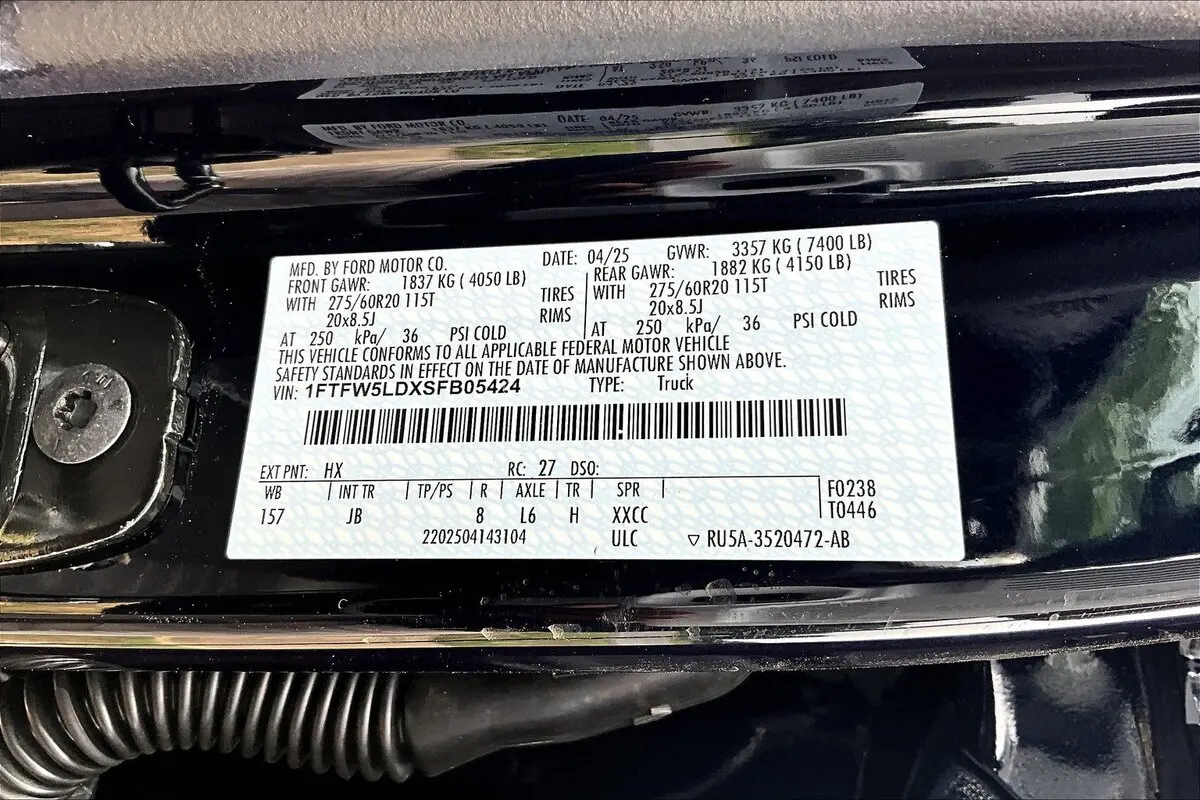 MFD. BY FORD MOTOR CO. DATE: 04/25 GVWR: 3357 KG ( 7400 LB)
FRONT GAWR: 1837 KG ( 4050 LB) REAR GAWR: 1882 KG ( 4150 LB)
WITH 275/60R20 115T TIRES WITH 275/60R20 115T TIRES
20x8.5J RIMS 20x8.5J RIMS
AT 250 kPa/ 36 PSI COLD AT 250 kPa/ 36 PSI COLD
THIS VEHICLE CONFORMS TO ALL APPLICABLE FEDERAL MOTOR VEHICLE
SAFETY STANDARDS IN EFFECT ON THE DATE OF MANUFACTURE SHOWN ABOVE.
VIN: 1FTFW5LDXSFB05424 TYPE: Truck
EXT PNT: HX RC: 27 DSO:
WB INT TR TP/PS R AXLE TR SPR F0238
157 JB 8 L6 H XXCC T0446
2202504143104 ULC ▽ RU5A-3520472-AB